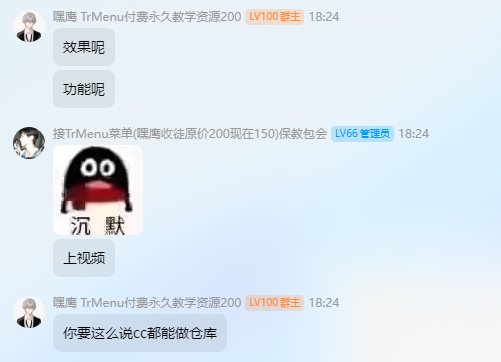 嘿鹰 TrMenu付费永久教学资源200 LV100 群主 18:24
效果呢
功能呢
接TrMenu菜单(嘿鹰收徒原价200现在150)保教包会 LV66 管理员 18:24
沉 默
上视频
嘿鹰 TrMenu付费永久教学资源200 LV100 群主 18:24
你要这么说cc都能做仓库